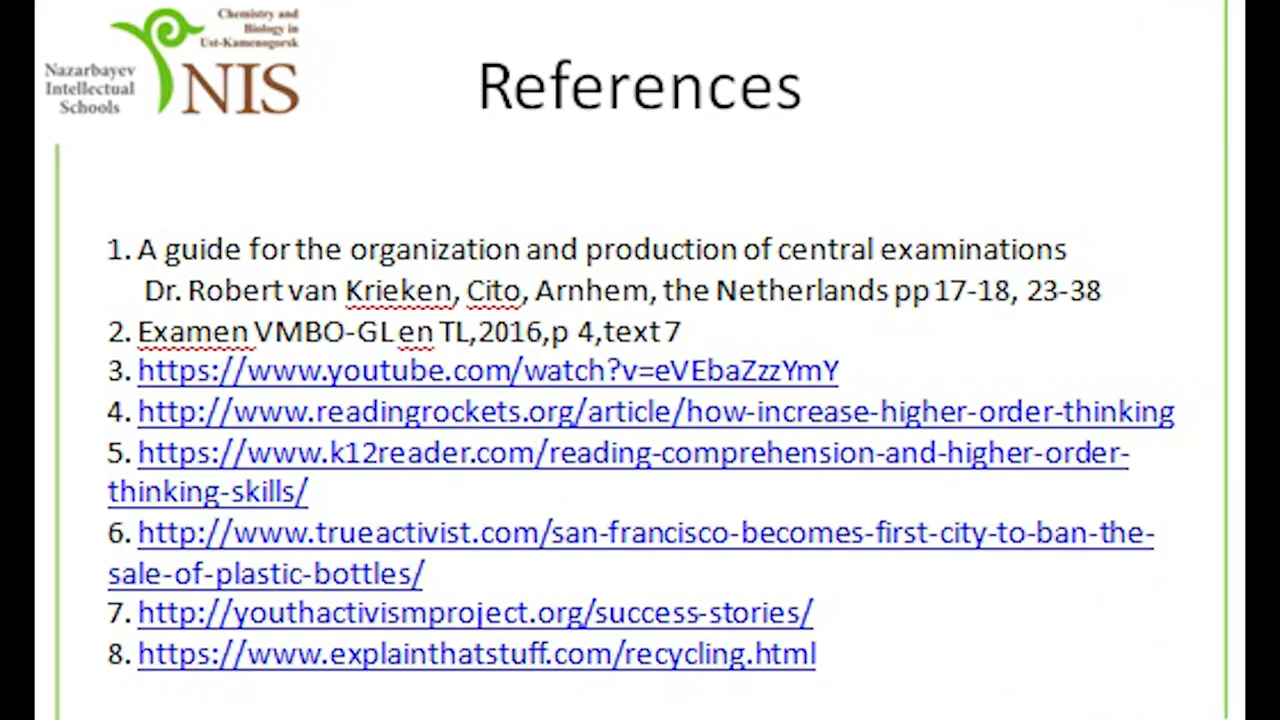 Chemistry and
Biology in
Ust-Kamenogorsk
Nazarbayev
Intellectual
Schools
NIS
References
1. A guide for the organization and production of central examinations
Dr. Robert van Krieken, Cito, Arnhem, the Netherlands pp 17-18, 23-38
2. Examen VMBO-GL en TL,2016,p 4,text 7
3. https://www.youtube.com/watch?v=eVEbaZzzYmY
4. http://www.readingrockets.org/article/how-increase-higher-order-thinking
5. https://www.k12reader.com/reading-comprehension-and-higher-order-
thinking-skills/
6. http://www.trueactivist.com/san-francisco-becomes-first-city-to-ban-the-
sale-of-plastic-bottles/
7. http://youthactivismproject.org/success-stories/
8. https://www.explainthatstuff.com/recycling.html